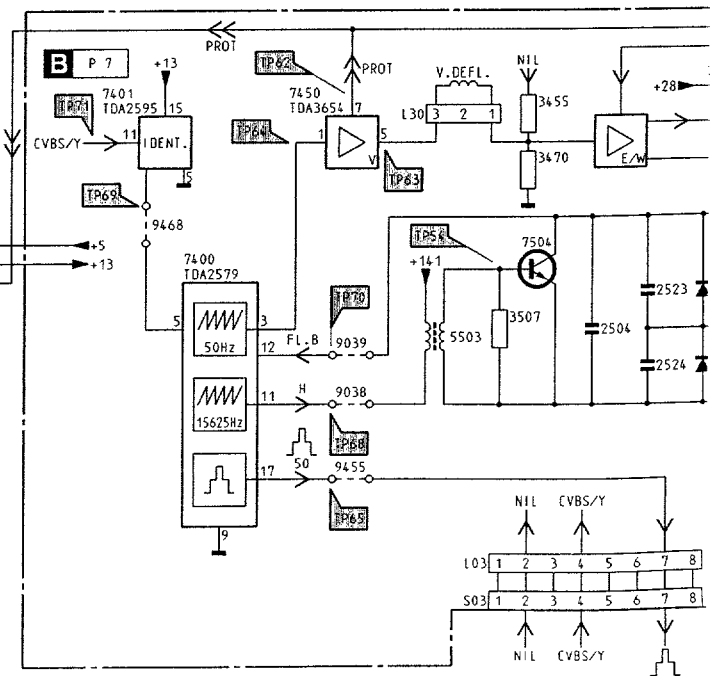 PROT
B P 7
+13
TP62
PROT
7401
TDA2595
15
7450
TDA3654
7
V.DEFL.
NIL
+28
TP71
11
CVBS/Y
IDENT.
5
TP64
1
V
5
TP63
L30
3 2 1
3455
3470
E/W
TP69
9468
+5
+13
7400
TDA2579
TP54
7504
+141
5
50Hz
3
FL.B
12
TP70
9039
5503
3507
2504
2523
2524
15625Hz
11
H
9038
TP68
50
17
9455
TP65
9
NIL
CVBS/Y
L03 1 2 3 4 5 6 7 8
S03 1 2 3 4 5 6 7 8
NIL
CVBS/Y